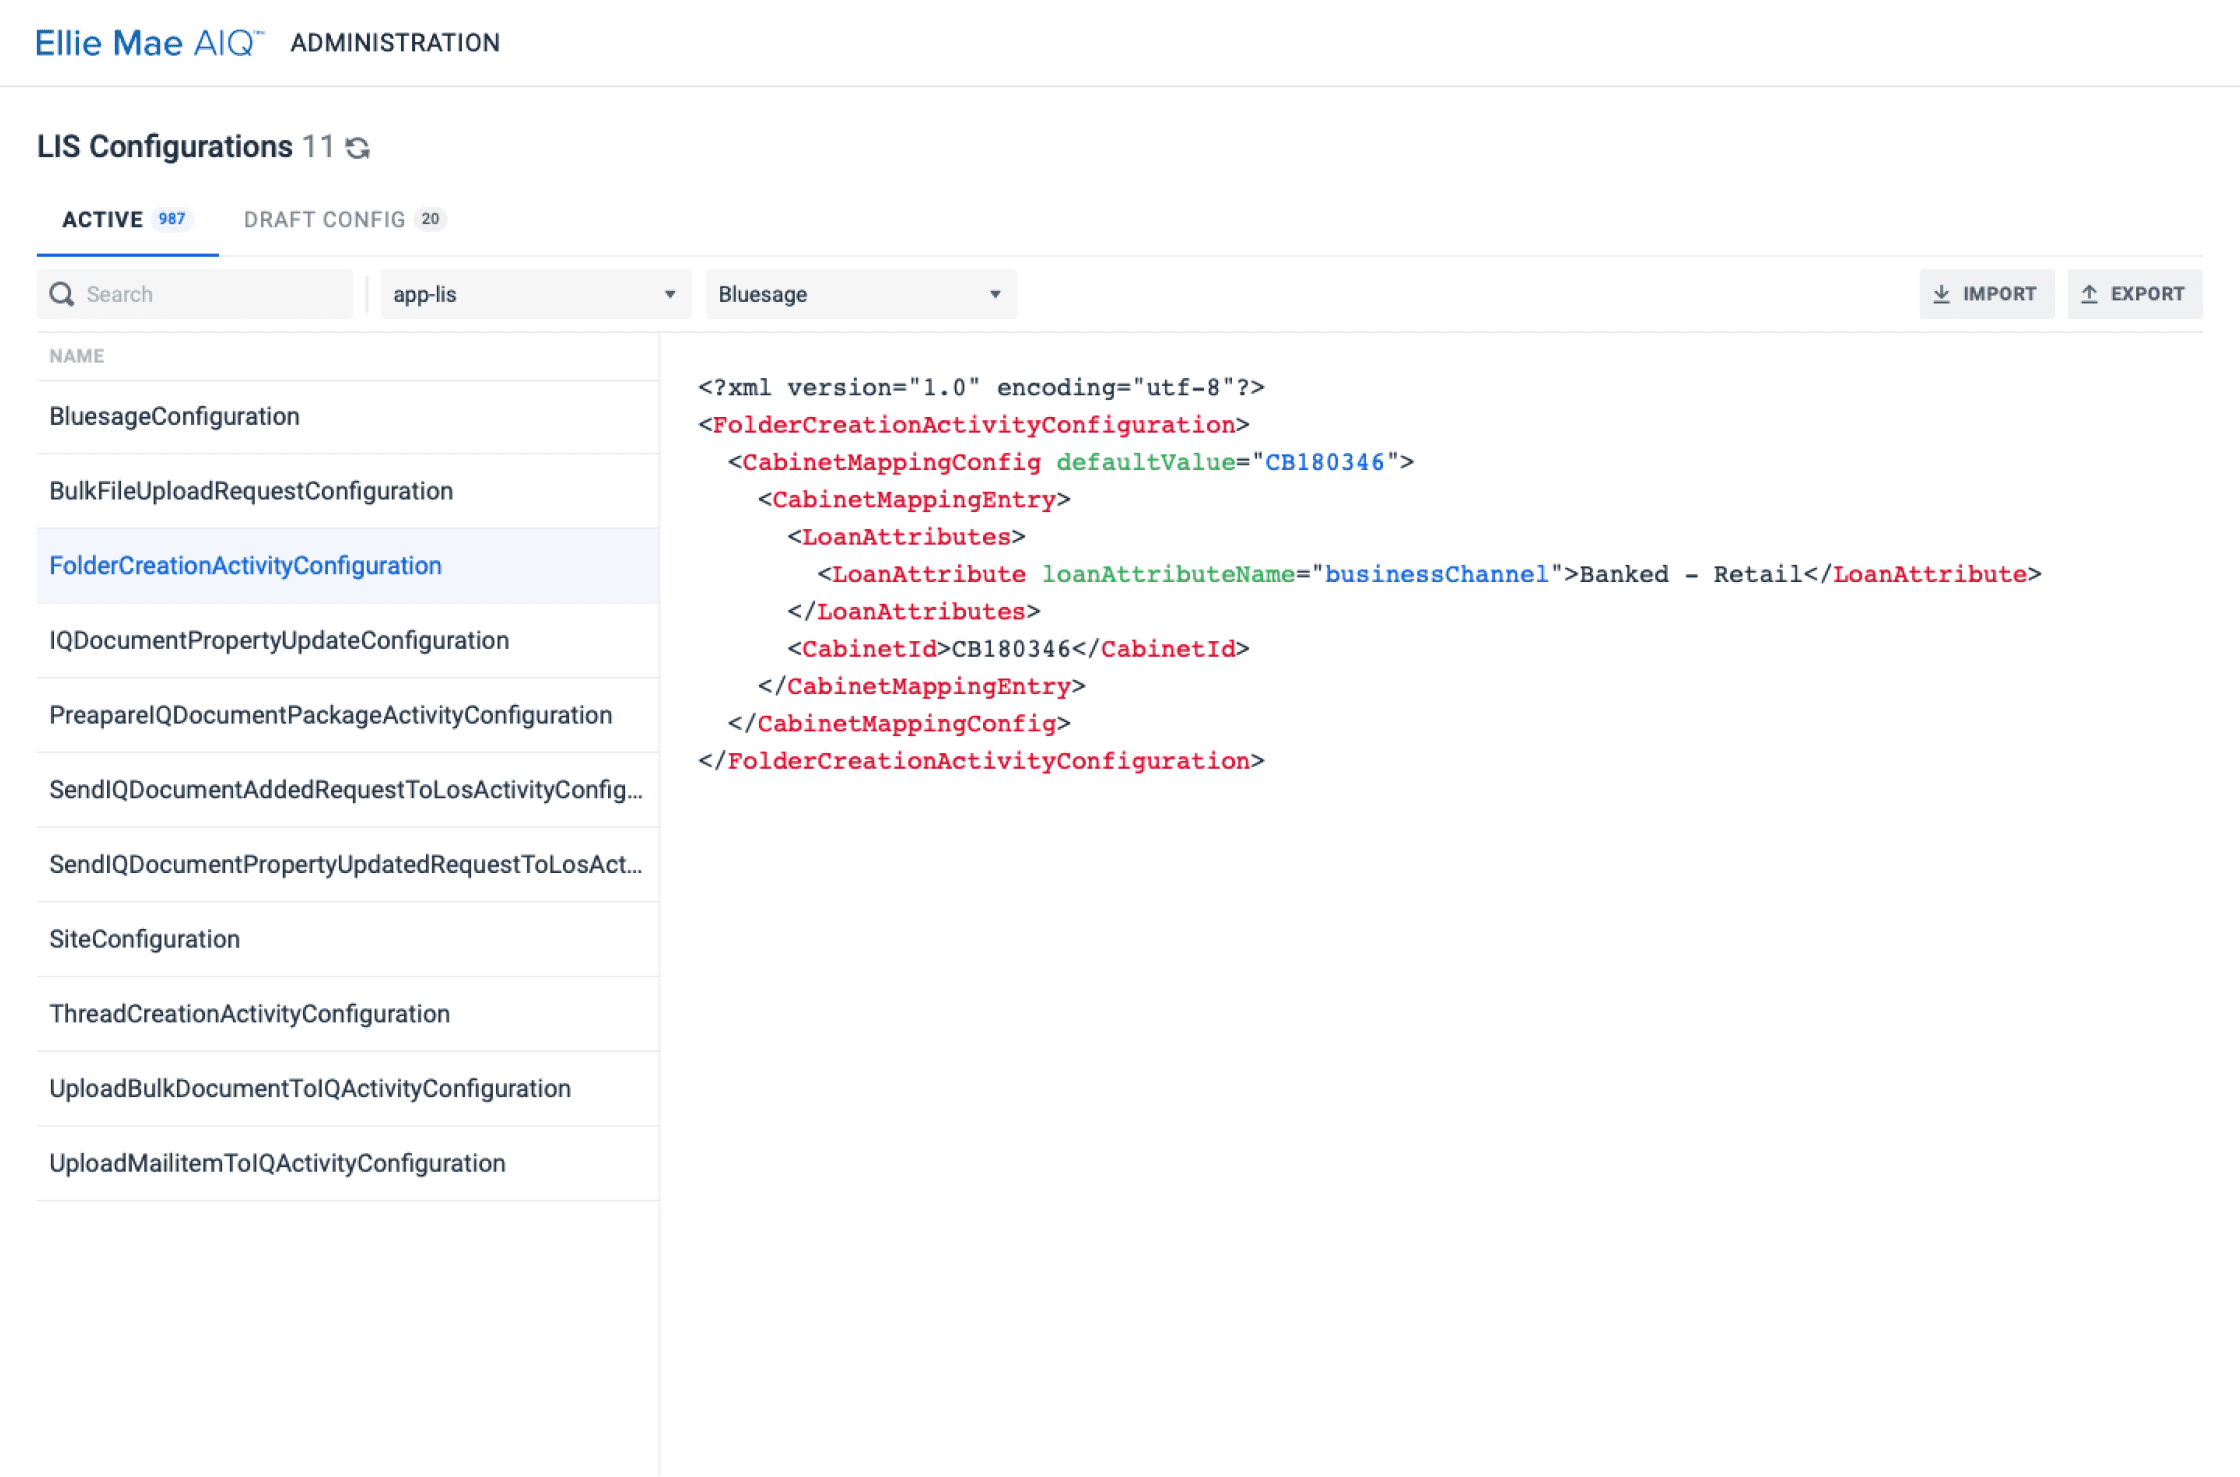 Ellie Mae AIQ™ ADMINISTRATION
LIS Configurations 11
ACTIVE 987 DRAFT CONFIG 20
Search app-lis Bluesage IMPORT EXPORT
NAME
BluesageConfiguration
BulkFileUploadRequestConfiguration
FolderCreationActivityConfiguration
IQDocumentPropertyUpdateConfiguration
PreapareIQDocumentPackageActivityConfiguration
SendIQDocumentAddedRequestToLosActivityConfig...
SendIQDocumentPropertyUpdatedRequestToLosAct...
SiteConfiguration
ThreadCreationActivityConfiguration
UploadBulkDocumentToIQActivityConfiguration
UploadMailitemToIQActivityConfiguration
<?xml version="1.0" encoding="utf-8"?>
<FolderCreationActivityConfiguration>
  <CabinetMappingConfig defaultValue="CB180346">
    <CabinetMappingEntry>
      <LoanAttributes>
        <LoanAttribute loanAttributeName="businessChannel">Banked - Retail</LoanAttribute>
      </LoanAttributes>
      <CabinetId>CB180346</CabinetId>
    </CabinetMappingEntry>
  </CabinetMappingConfig>
</FolderCreationActivityConfiguration>